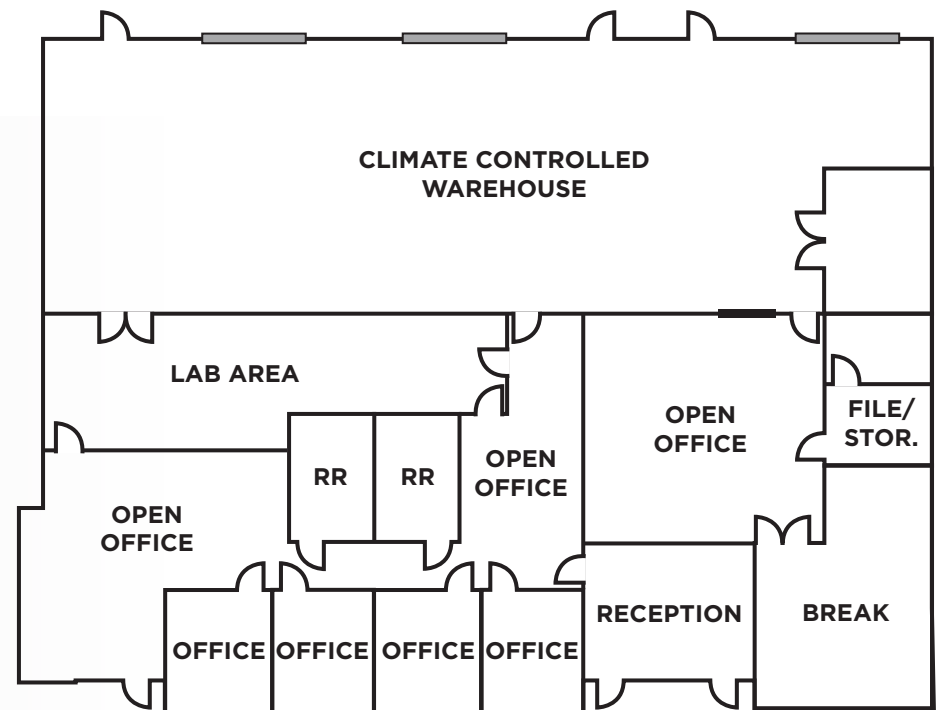 CLIMATE CONTROLLED
WAREHOUSE
LAB AREA
OPEN
OFFICE
FILE/
STOR.
RR
RR
OPEN
OFFICE
OPEN
OFFICE
RECEPTION
BREAK
OFFICE
OFFICE
OFFICE
OFFICE